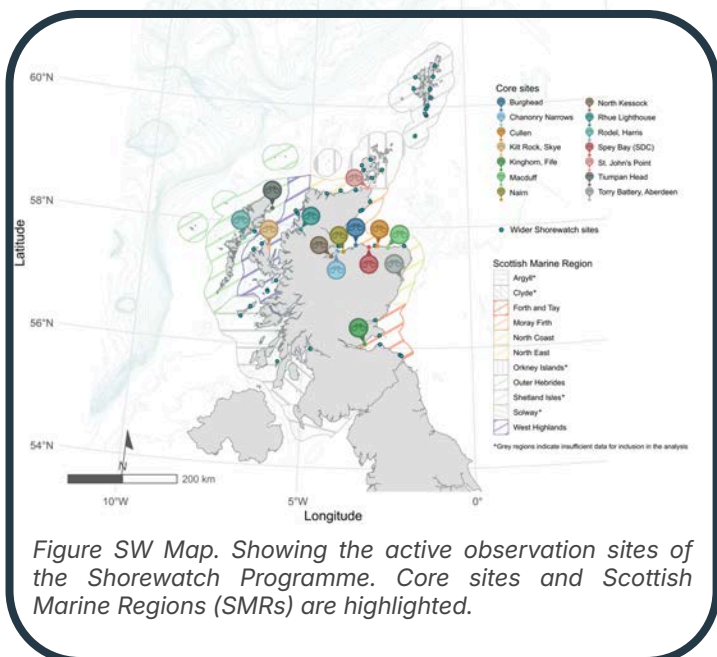 60°N
58°N
56°N
54°N
Latitude
10°W
5°W
0°
Longitude
N
200 km
Core sites
Burghead
Chanonry Narrows
Cullen
Kilt Rock, Skye
Kinghorn, Fife
Macduff
Nairn
North Kessock
Rhue Lighthouse
Rodel, Harris
Spey Bay (SDC)
St. John's Point
Tiumpan Head
Torry Battery, Aberdeen
Wider Shorewatch sites
Scottish Marine Region
Argyll*
Clyde*
Forth and Tay
Moray Firth
North Coast
North East
Orkney Islands*
Outer Hebrides
Shetland Isles*
Solway*
West Highlands
*Grey regions indicate insufficient data for inclusion in the analysis
Figure SW Map. Showing the active observation sites of
the Shorewatch Programme. Core sites and Scottish
Marine Regions (SMRs) are highlighted.